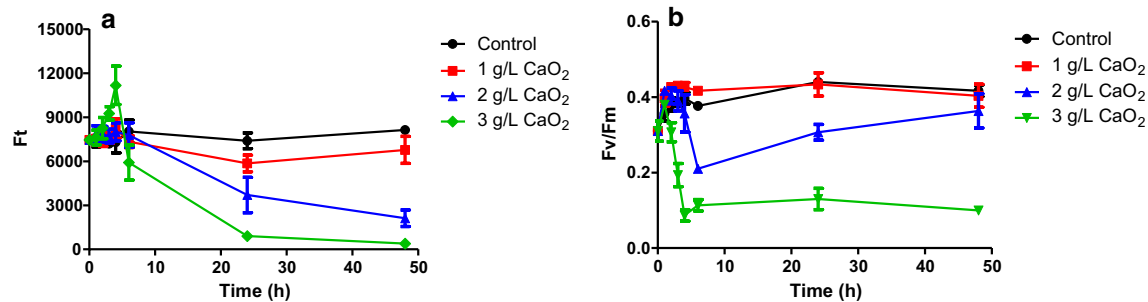 a
Ft
15000
12000
9000
6000
3000
0
0 10 20 30 40 50
Time (h)
Control
1 g/L CaO₂
2 g/L CaO₂
3 g/L CaO₂
b
Fv/Fm
0.6
0.4
0.2
0.0
0 10 20 30 40 50
Time (h)
Control
1 g/L CaO₂
2 g/L CaO₂
3 g/L CaO₂